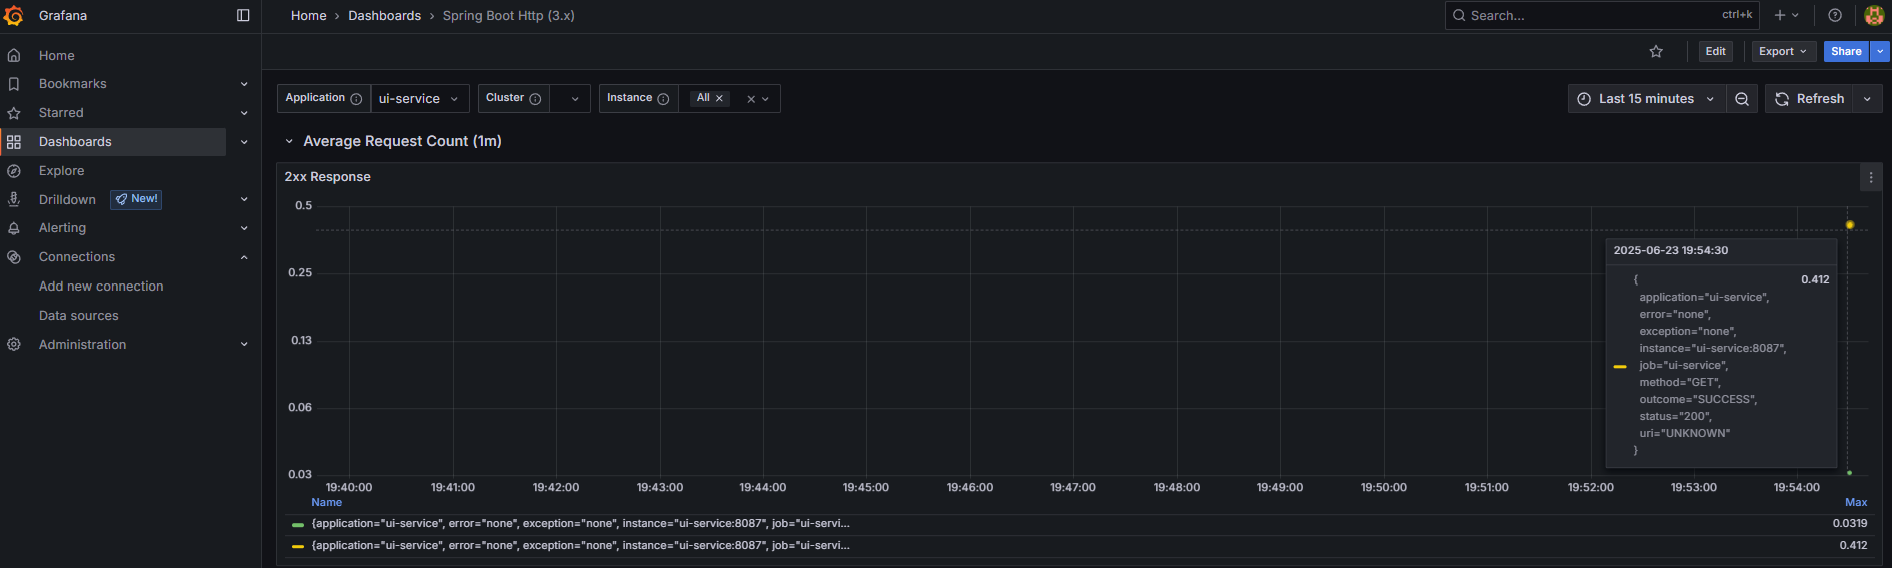 Grafana
Home › Dashboards › Spring Boot Http (3.x)
Search...
ctrl+k
Home
Bookmarks
Starred
Dashboards
Explore
Drilldown
New!
Alerting
Connections
Add new connection
Data sources
Administration
Edit
Export
Share
Application
ui-service
Cluster
Instance
All
Last 15 minutes
Refresh
Average Request Count (1m)
2xx Response
0.5
0.25
0.13
0.06
0.03
19:40:00 19:41:00 19:42:00 19:43:00 19:44:00 19:45:00 19:46:00 19:47:00 19:48:00 19:49:00 19:50:00 19:51:00 19:52:00 19:53:00 19:54:00
2025-06-23 19:54:30
{ 0.412
application="ui-service",
error="none",
exception="none",
instance="ui-service:8087",
job="ui-service",
method="GET",
outcome="SUCCESS",
status="200",
uri="UNKNOWN"
}
Name Max
{application="ui-service", error="none", exception="none", instance="ui-service:8087", job="ui-servi... 0.0319
{application="ui-service", error="none", exception="none", instance="ui-service:8087", job="ui-servi... 0.412